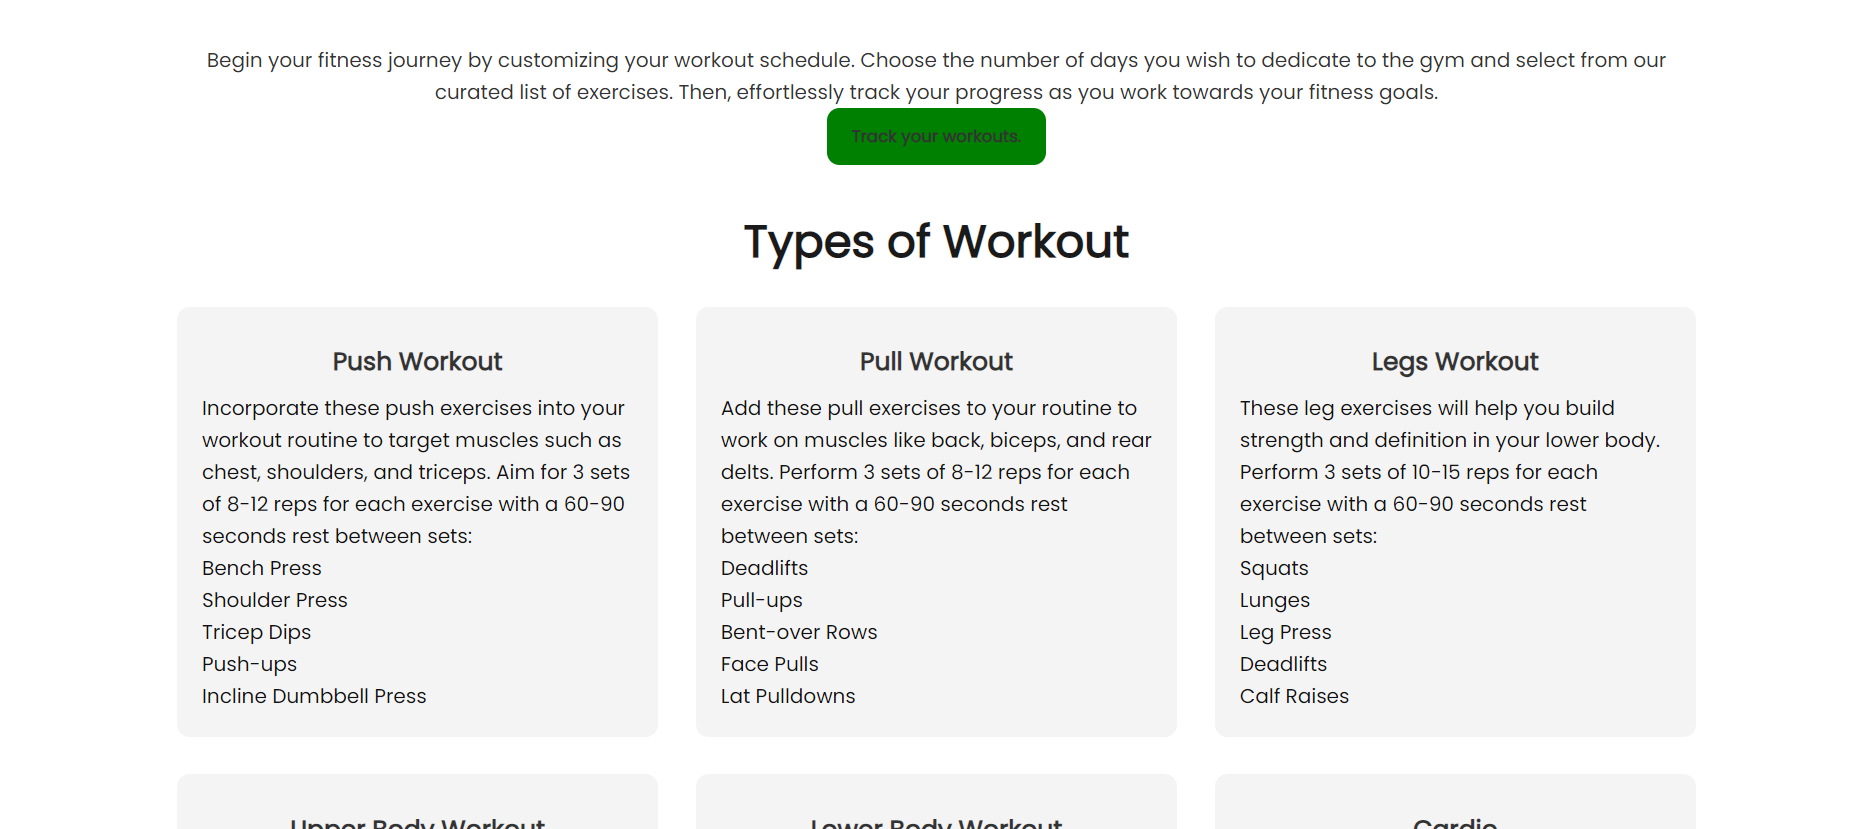 Begin your fitness journey by customizing your workout schedule. Choose the number of days you wish to dedicate to the gym and select from our
curated list of exercises. Then, effortlessly track your progress as you work towards your fitness goals.
Track your workouts.
Types of Workout
Push Workout
Incorporate these push exercises into your
workout routine to target muscles such as
chest, shoulders, and triceps. Aim for 3 sets
of 8-12 reps for each exercise with a 60-90
seconds rest between sets:
Bench Press
Shoulder Press
Tricep Dips
Push-ups
Incline Dumbbell Press
Pull Workout
Add these pull exercises to your routine to
work on muscles like back, biceps, and rear
delts. Perform 3 sets of 8-12 reps for each
exercise with a 60-90 seconds rest
between sets:
Deadlifts
Pull-ups
Bent-over Rows
Face Pulls
Lat Pulldowns
Legs Workout
These leg exercises will help you build
strength and definition in your lower body.
Perform 3 sets of 10-15 reps for each
exercise with a 60-90 seconds rest
between sets:
Squats
Lunges
Leg Press
Deadlifts
Calf Raises
Upper Body Workout
Lower Body Workout
Cardio